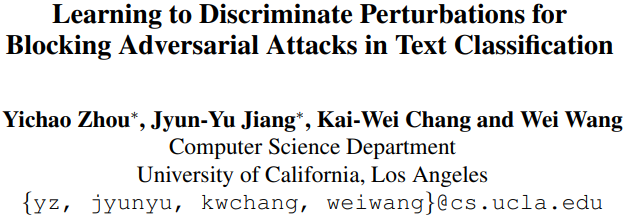 Learning to Discriminate Perturbations for
Blocking Adversarial Attacks in Text Classification
Yichao Zhou*, Jyun-Yu Jiang*, Kai-Wei Chang and Wei Wang
Computer Science Department
University of California, Los Angeles
{yz, jyunyu, kwchang, weiwang}@cs.ucla.edu